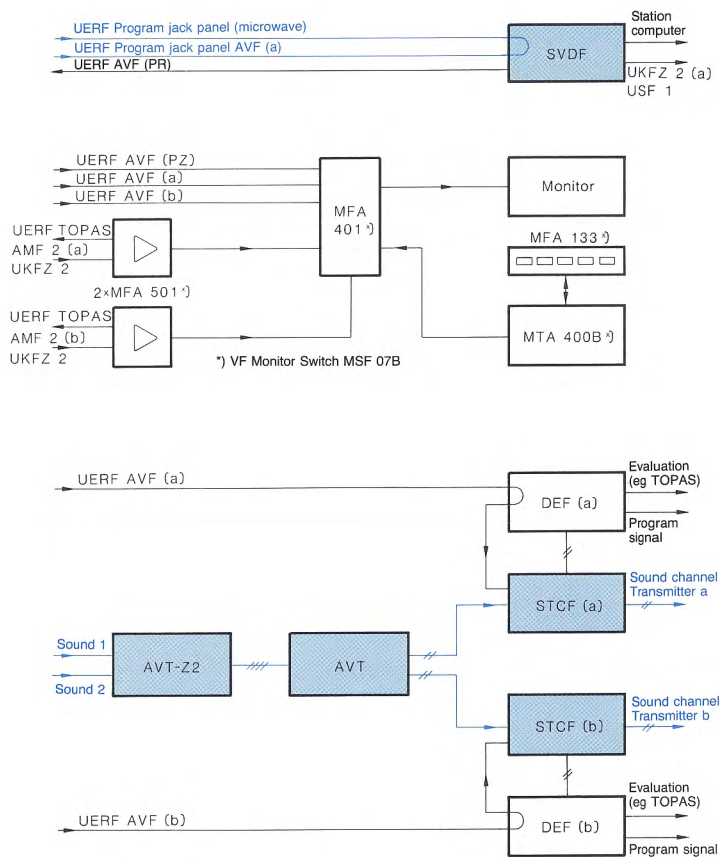 UERF Program jack panel (microwave)
UERF Program jack panel AVF (a)
UERF AVF (PR)
SVDF
Station
computer
UKFZ 2 (a)
USF 1
UERF AVF (PZ)
UERF AVF (a)
UERF AVF (b)
UERF TOPAS
AMF 2 (a)
UKFZ 2
2xMFA 501*)
UERF TOPAS
AMF 2 (b)
UKFZ 2
MFA
401*)
Monitor
MFA 133*)
MTA 400B*)
*) VF Monitor Switch MSF 07B
UERF AVF (a)
DEF (a)
Evaluation
(eg TOPAS)
Program
signal
STCF (a)
Sound channel
Transmitter a
Sound 1
Sound 2
AVT-Z2
AVT
STCF (b)
Sound channel
Transmitter b
UERF AVF (b)
DEF (b)
Evaluation
(eg TOPAS)
Program signal